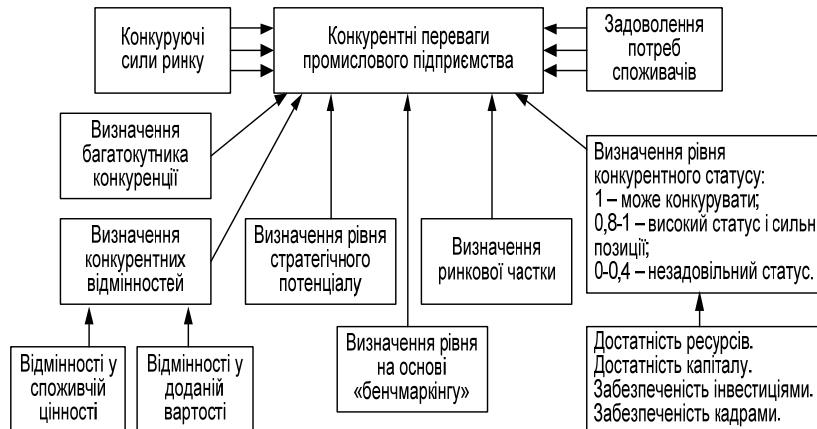 Конкуруючі
сили ринку
Конкурентні переваги
промислового підприємства
Задоволення
потреб
споживачів
Визначення
багатокутника
конкуренції
Визначення
конкурентних
відмінностей
Визначення рівня
стратегічного
потенціалу
Визначення
ринкової частки
Визначення рівня
конкурентного статусу:
1 – може конкурувати;
0,8-1 – високий статус і сильн
позиції;
0-0,4 – незадовільний статус.
Відмінності у
споживчій
цінності
Відмінності у
доданій
вартості
Визначення рівня
на основі
«бенчмаркінгу»
Достатність ресурсів.
Достатність капіталу.
Забезпеченість інвестиціями.
Забезпеченість кадрами.